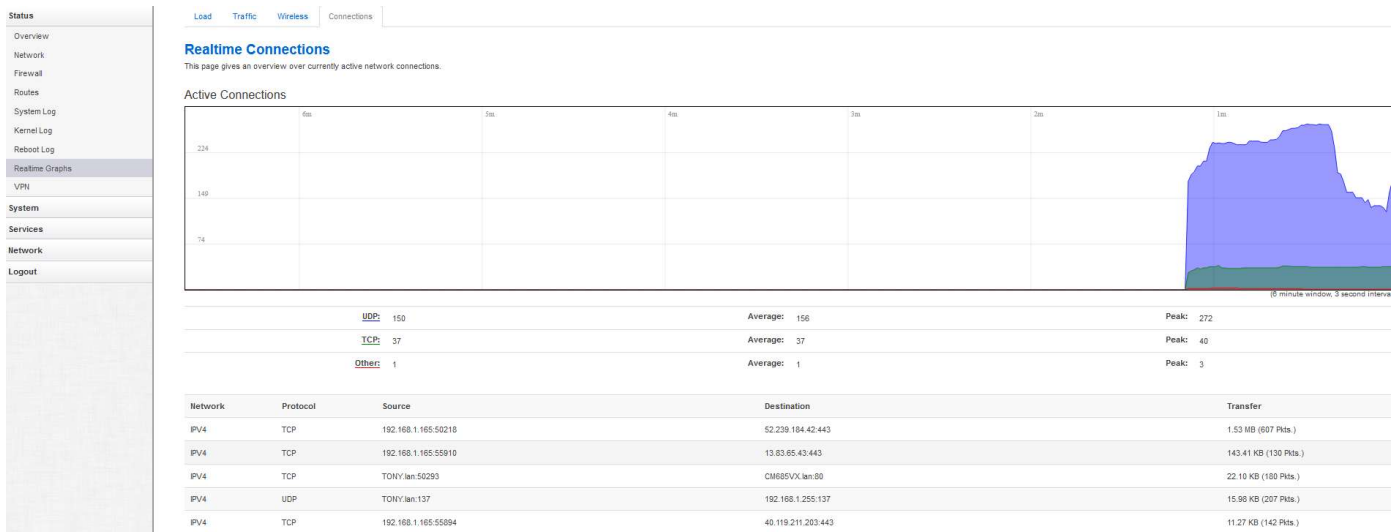 Status
Overview
Network
Firewall
Routes
System Log
Kernel Log
Reboot Log
Realtime Graphs
VPN
System
Services
Network
Logout
Load Traffic Wireless Connections
Realtime Connections
This page gives an overview over currently active network connections.
Active Connections
6m 5m 4m 3m 2m 1m
224
149
74
(6 minute window, 3 second interva
UDP: 150 Average: 156 Peak: 272
TCP: 37 Average: 37 Peak: 40
Other: 1 Average: 1 Peak: 3
Network Protocol Source Destination Transfer
IPV4 TCP 192.168.1.165:50218 52.239.184.42:443 1.53 MB (607 Pkts.)
IPV4 TCP 192.168.1.165:55910 13.83.65.43:443 143.41 KB (130 Pkts.)
IPV4 TCP TONY.lan:50293 CM685VX.lan:80 22.10 KB (180 Pkts.)
IPV4 UDP TONY.lan:137 192.168.1.255:137 15.98 KB (207 Pkts.)
IPV4 TCP 192.168.1.165:55894 40.119.211.203:443 11.27 KB (142 Pkts.)